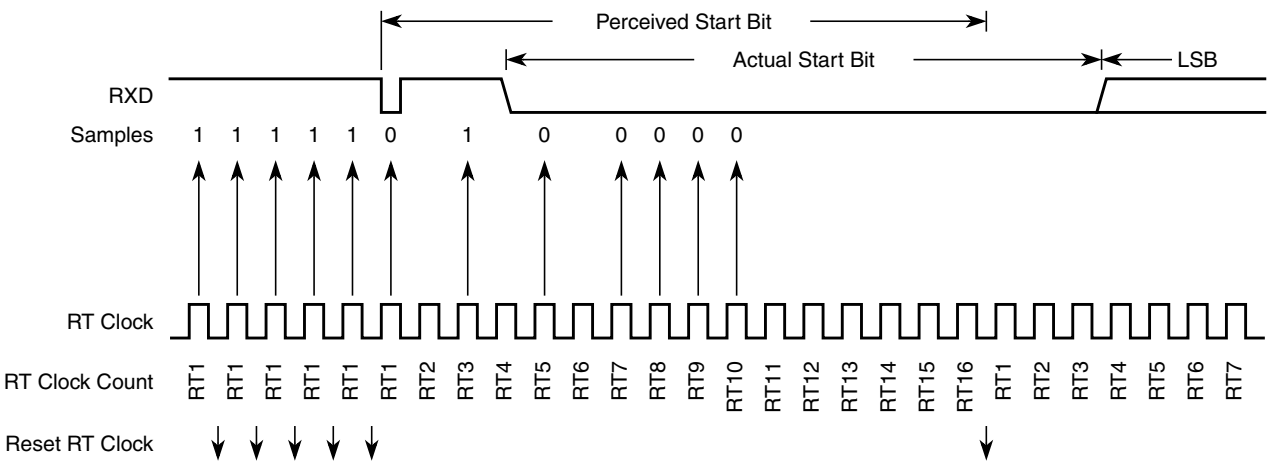 Perceived Start Bit
Actual Start Bit
LSB
RXD
Samples 1 1 1 1 1 0 1 0 0 0 0 0
RT Clock
RT Clock Count RT1 RT1 RT1 RT1 RT1 RT1 RT2 RT3 RT4 RT5 RT6 RT7 RT8 RT9 RT10 RT11 RT12 RT13 RT14 RT15 RT16 RT1 RT2 RT3 RT4 RT5 RT6 RT7
Reset RT Clock